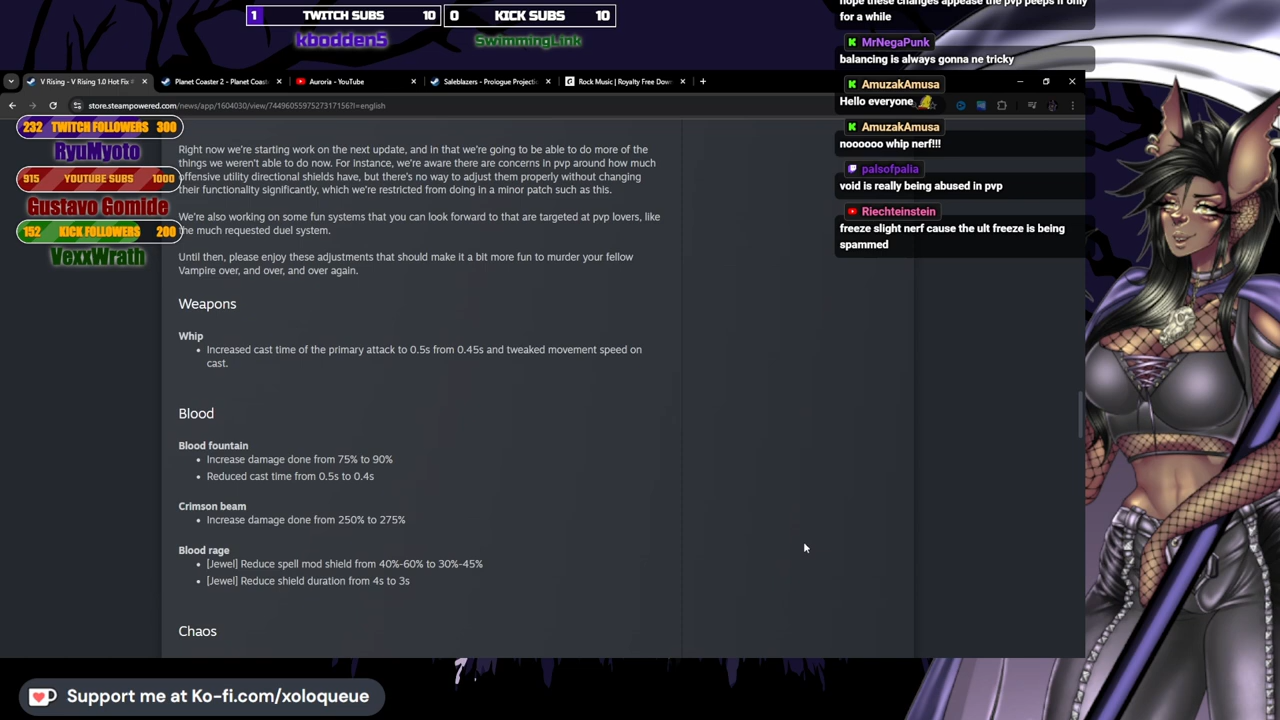 1 TWITCH SUBS 10
0 KICK SUBS 10
kbodden5
SwimmingLink
V Rising - V Rising 1.0 Hot Fix
Planet Coaster 2 - Planet Coas
Auroria - YouTube
Saleblazers - Prologue Projecti
Rock Music | Royalty Free Dow
store.steampowered.com/news/app/1604030/view/7449605597527317156?l=english
232 TWITCH FOLLOWERS 300
RyuMyoto
915 YOUTUBE SUBS 1000
Gustavo Gomide
152 KICK FOLLOWERS 200
VexxWrath
Right now we're starting work on the next update, and in that we're going to be able to do more of the
things we weren't able to do now. For instance, we're aware there are concerns in pvp around how much
offensive utility directional shields have, but there's no way to adjust them properly without changing
their functionality significantly, which we're restricted from doing in a minor patch such as this.
We're also working on some fun systems that you can look forward to that are targeted at pvp lovers, like
the much requested duel system.
Until then, please enjoy these adjustments that should make it a bit more fun to murder your fellow
Vampire over, and over, and over again.
Weapons
Whip
• Increased cast time of the primary attack to 0.5s from 0.45s and tweaked movement speed on
cast.
Blood
Blood fountain
• Increase damage done from 75% to 90%
• Reduced cast time from 0.5s to 0.4s
Crimson beam
• Increase damage done from 250% to 275%
Blood rage
• [Jewel] Reduce spell mod shield from 40%-60% to 30%-45%
• [Jewel] Reduce shield duration from 4s to 3s
Chaos
hope these changes appease the pvp peeps if only
for a while
MrNegaPunk
balancing is always gonna ne tricky
AmuzakAmusa
Hello everyone
AmuzakAmusa
noooooo whip nerf!!!
palsofpalia
void is really being abused in pvp
Riechteinstein
freeze slight nerf cause the ult freeze is being
spammed
Support me at Ko-fi.com/xoloqueue